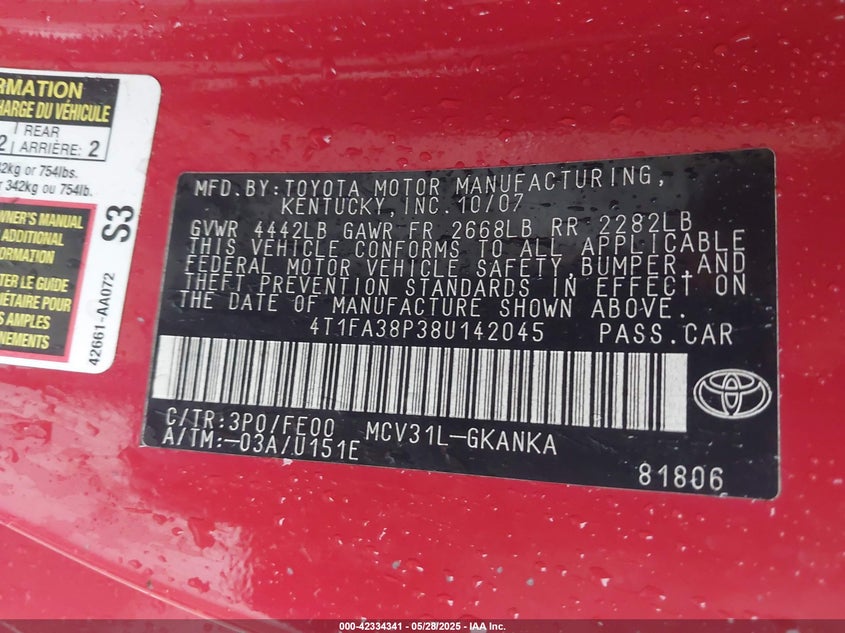 RMATION
HARGE DU VÉHICULE
2 REAR
ARRIÈRE: 2
2kg or 754lbs.
r 342kg ou 754lb.
WNER'S MANUAL
ADDITIONAL
FORMATION
TER LE GUIDE
RIÉTAIRE POUR
S AMPLES
NEMENTS
S3
42661-AA072
MFD.BY:TOYOTA MOTOR MANUFACTURING,
KENTUCKY,INC.10/07
GVWR 4442LB GAWR FR 2668LB RR 2282LB
THIS VEHICLE CONFORMS TO ALL APPLICABLE
FEDERAL MOTOR VEHICLE SAFETY,BUMPER,AND
THEFT PREVENTION STANDARDS IN EFFECT ON
THE DATE OF MANUFACTURE SHOWN ABOVE.
4T1FA38P38U142045 PASS.CAR
C/TR:3P0/FE00 MCV31L-GKANKA
A/TM:-03A/U151E
81806
000-42334341 - 05/28/2025 - IAA Inc.